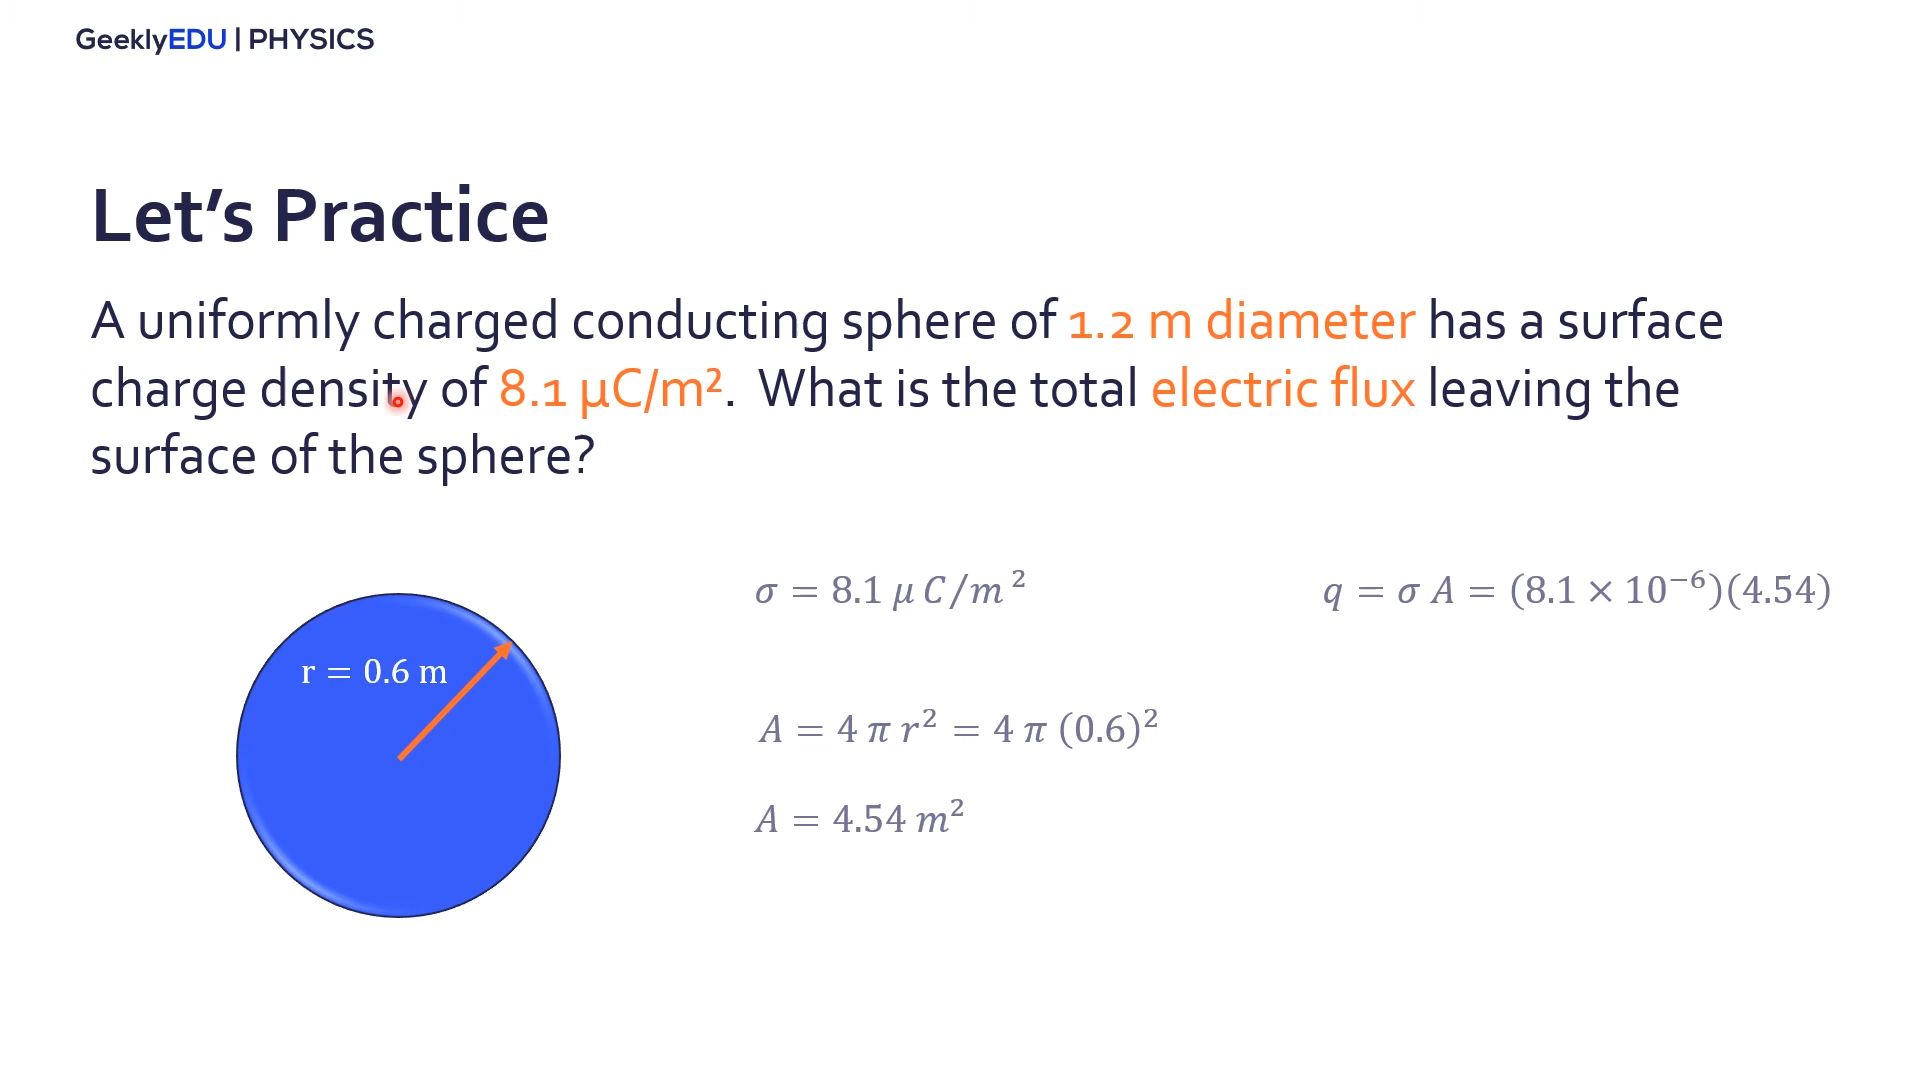 GeeklyEDU | PHYSICS
Let’s Practice
A uniformly charged conducting sphere of 1.2 m diameter has a surface
charge density of 8.1 µC/m². What is the total electric flux leaving the
surface of the sphere?
σ = 8.1 μ C/m ²
q = σ A = (8.1 × 10⁻⁶)(4.54)
r = 0.6 m
A = 4 π r² = 4 π (0.6)²
A = 4.54 m²